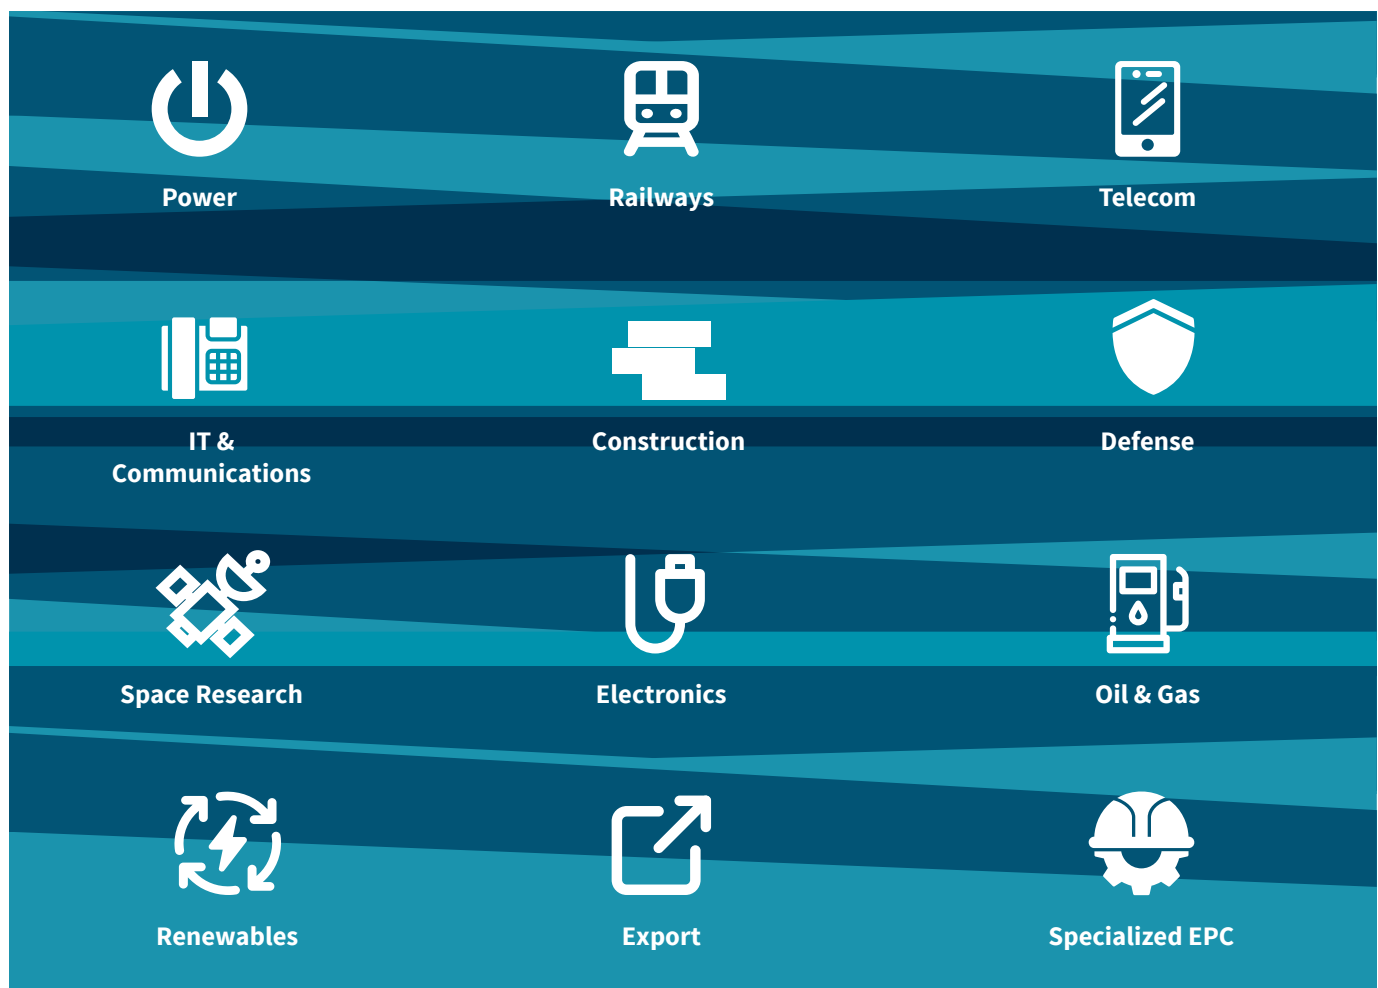 Power
Railways
Telecom
IT &
Communications
Construction
Defense
Space Research
Electronics
Oil & Gas
Renewables
Export
Specialized EPC